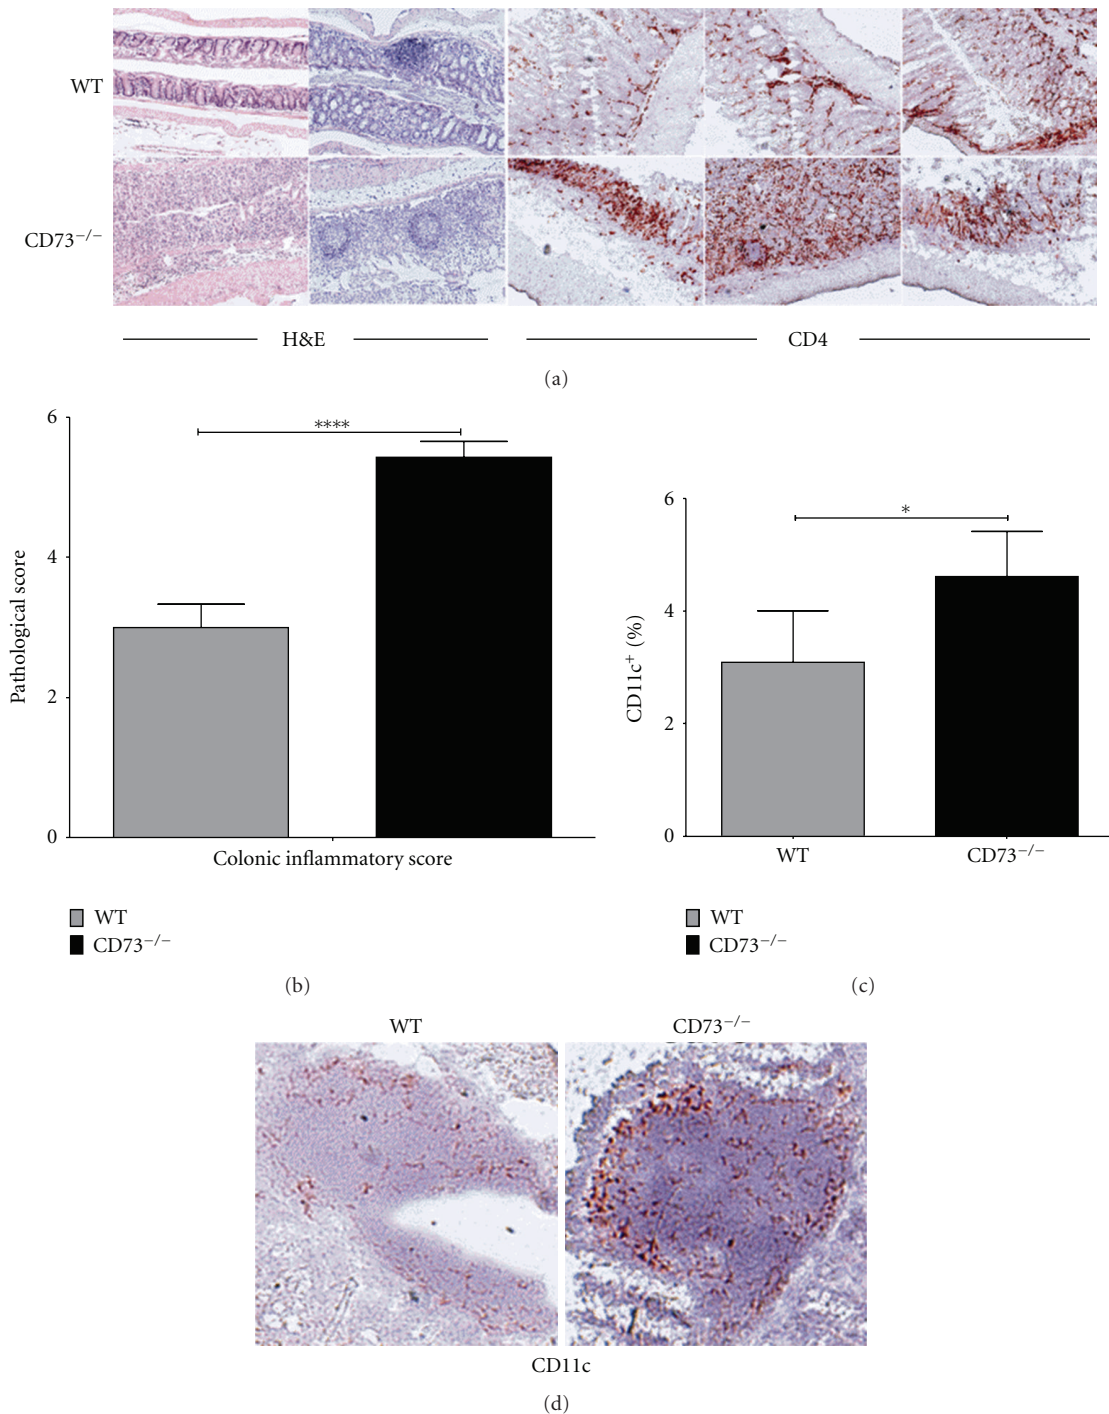 WT
CD73−/−
H&E
CD4
(a)
6
4
2
0
Pathological score
****
Colonic inflammatory score
WT
CD73−/−
(b)
6
4
2
0
CD11c+ (%)
*
WT
CD73−/−
WT
CD73−/−
(c)
WT
CD73−/−
CD11c
(d)